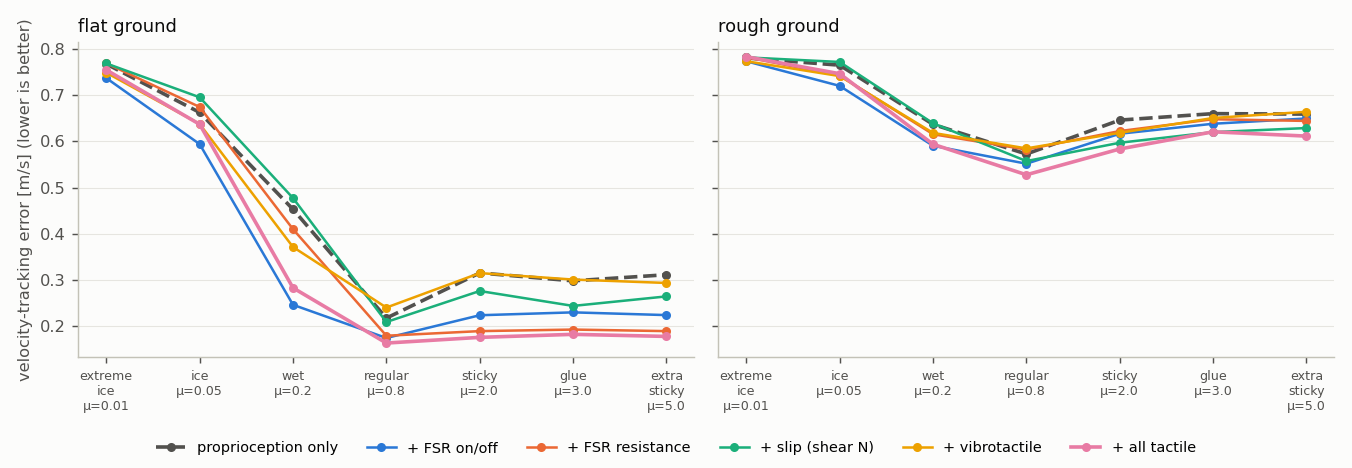 flat ground
rough ground
velocity-tracking error [m/s] (lower is better)
0.8
0.7
0.6
0.5
0.4
0.3
0.2
extreme ice μ=0.01
ice μ=0.05
wet μ=0.2
regular μ=0.8
sticky μ=2.0
glue μ=3.0
extra sticky μ=5.0
extreme ice μ=0.01
ice μ=0.05
wet μ=0.2
regular μ=0.8
sticky μ=2.0
glue μ=3.0
extra sticky μ=5.0
proprioception only
+ FSR on/off
+ FSR resistance
+ slip (shear N)
+ vibrotactile
+ all tactile